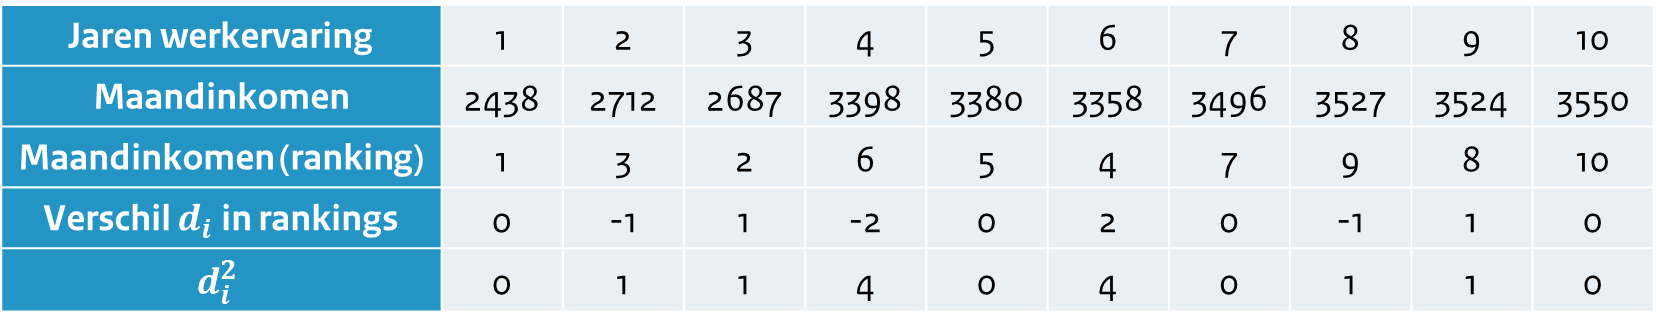 Jaren werkervaring 1 2 3 4 5 6 7 8 9 10
Maandinkomen 2438 2712 2687 3398 3380 3358 3496 3527 3524 3550
Maandinkomen (ranking) 1 3 2 6 5 4 7 9 8 10
Verschil dᵢ in rankings 0 -1 1 -2 0 2 0 -1 1 0
dᵢ² 0 1 1 4 0 4 0 1 1 0